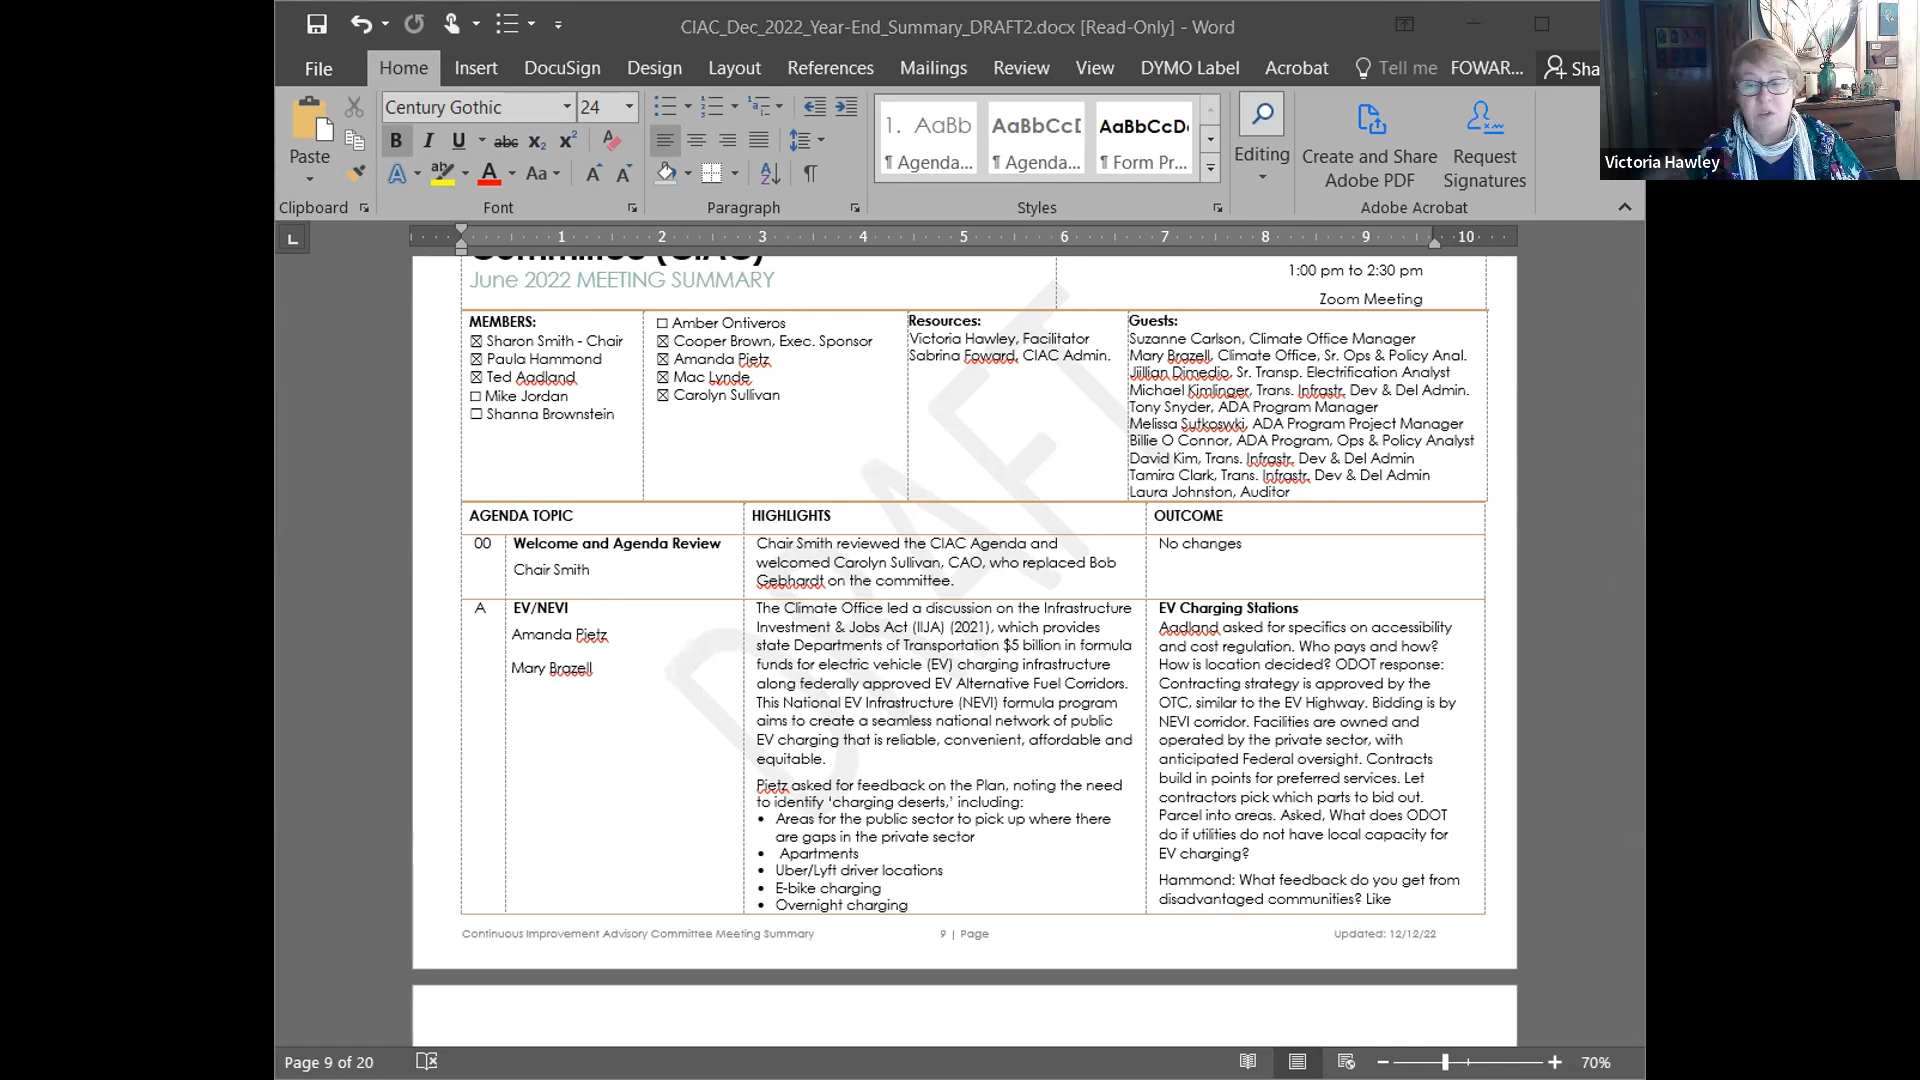 CIAC_Dec_2022_Year-End_Summary_DRAFT2.docx [Read-Only] - Word
File Home Insert DocuSign Design Layout References Mailings Review View DYMO Label Acrobat Tell me FOWAR... Sha
Victoria Hawley
Century Gothic 24
Paste
1. AaBb AaBbCcD AaBbCcDc
¶ Agenda... ¶ Agenda... ¶ Form Pr...
Editing
Create and Share Adobe PDF
Request Signatures
Clipboard Font Paragraph Styles Adobe Acrobat
1 2 3 4 5 6 7 8 9 10
Committee (CIAC)
June 2022 MEETING SUMMARY
1:00 pm to 2:30 pm
Zoom Meeting
MEMBERS:
☒ Sharon Smith - Chair
☒ Paula Hammond
☒ Ted Aadland
☐ Mike Jordan
☐ Shanna Brownstein
☐ Amber Ontiveros
☒ Cooper Brown, Exec. Sponsor
☒ Amanda Pietz
☒ Mac Lynde
☒ Carolyn Sullivan
Resources:
Victoria Hawley, Facilitator
Sabrina Foward, CIAC Admin.
Guests:
Suzanne Carlson, Climate Office Manager
Mary Brazell, Climate Office, Sr. Ops & Policy Anal.
Jillian Dimedio, Sr. Transp. Electrification Analyst
Michael Kimlinger, Trans. Infrastr. Dev & Del Admin.
Tony Snyder, ADA Program Manager
Melissa Sutkoswki, ADA Program Project Manager
Billie O Connor, ADA Program, Ops & Policy Analyst
David Kim, Trans. Infrastr. Dev & Del Admin
Tamira Clark, Trans. Infrastr. Dev & Del Admin
Laura Johnston, Auditor
DRAFT
AGENDA TOPIC HIGHLIGHTS OUTCOME
00 Welcome and Agenda Review
Chair Smith
Chair Smith reviewed the CIAC Agenda and
welcomed Carolyn Sullivan, CAO, who replaced Bob
Gebhardt on the committee.
No changes
A EV/NEVI
Amanda Pietz
Mary Brazell
The Climate Office led a discussion on the Infrastructure
Investment & Jobs Act (IIJA) (2021), which provides
state Departments of Transportation $5 billion in formula
funds for electric vehicle (EV) charging infrastructure
along federally approved EV Alternative Fuel Corridors.
This National EV Infrastructure (NEVI) formula program
aims to create a seamless national network of public
EV charging that is reliable, convenient, affordable and
equitable.
Pietz asked for feedback on the Plan, noting the need
to identify ‘charging deserts,’ including:
• Areas for the public sector to pick up where there
are gaps in the private sector
• Apartments
• Uber/Lyft driver locations
• E-bike charging
• Overnight charging
EV Charging Stations
Aadland asked for specifics on accessibility
and cost regulation. Who pays and how?
How is location decided? ODOT response:
Contracting strategy is approved by the
OTC, similar to the EV Highway. Bidding is by
NEVI corridor. Facilities are owned and
operated by the private sector, with
anticipated Federal oversight. Contracts
build in points for preferred services. Let
contractors pick which parts to bid out.
Parcel into areas. Asked, What does ODOT
do if utilities do not have local capacity for
EV charging?
Hammond: What feedback do you get from
disadvantaged communities? Like
Continuous Improvement Advisory Committee Meeting Summary 9 | Page Updated: 12/12/22
Page 9 of 20 70%